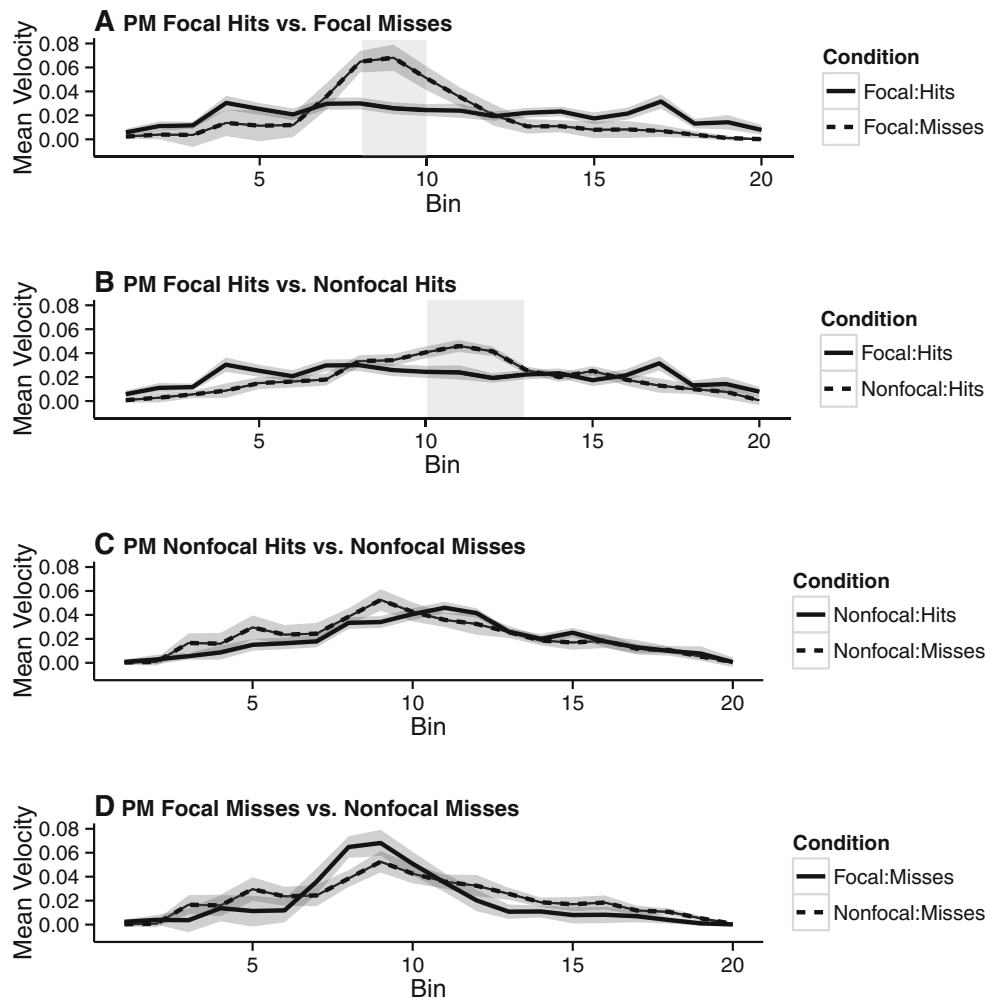 A PM Focal Hits vs. Focal Misses
Mean Velocity
0.08
0.06
0.04
0.02
0.00
5
10
15
20
Bin
Condition
Focal:Hits
Focal:Misses
B PM Focal Hits vs. Nonfocal Hits
Mean Velocity
0.08
0.06
0.04
0.02
0.00
5
10
15
20
Bin
Condition
Focal:Hits
Nonfocal:Hits
C PM Nonfocal Hits vs. Nonfocal Misses
Mean Velocity
0.08
0.06
0.04
0.02
0.00
5
10
15
20
Bin
Condition
Nonfocal:Hits
Nonfocal:Misses
D PM Focal Misses vs. Nonfocal Misses
Mean Velocity
0.08
0.06
0.04
0.02
0.00
5
10
15
20
Bin
Condition
Focal:Misses
Nonfocal:Misses